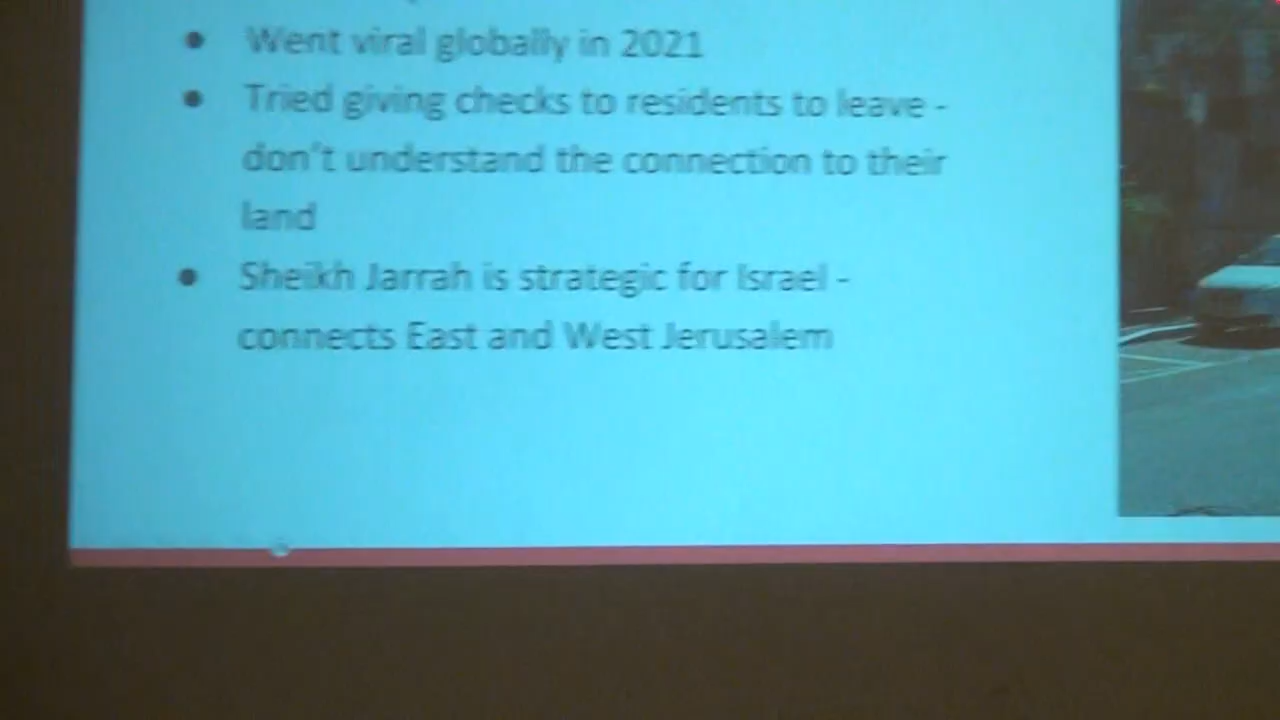 Went viral globally in 2021
Tried giving checks to residents to leave -
don't understand the connection to their
land
Sheikh Jarrah is strategic for Israel -
connects East and West Jerusalem